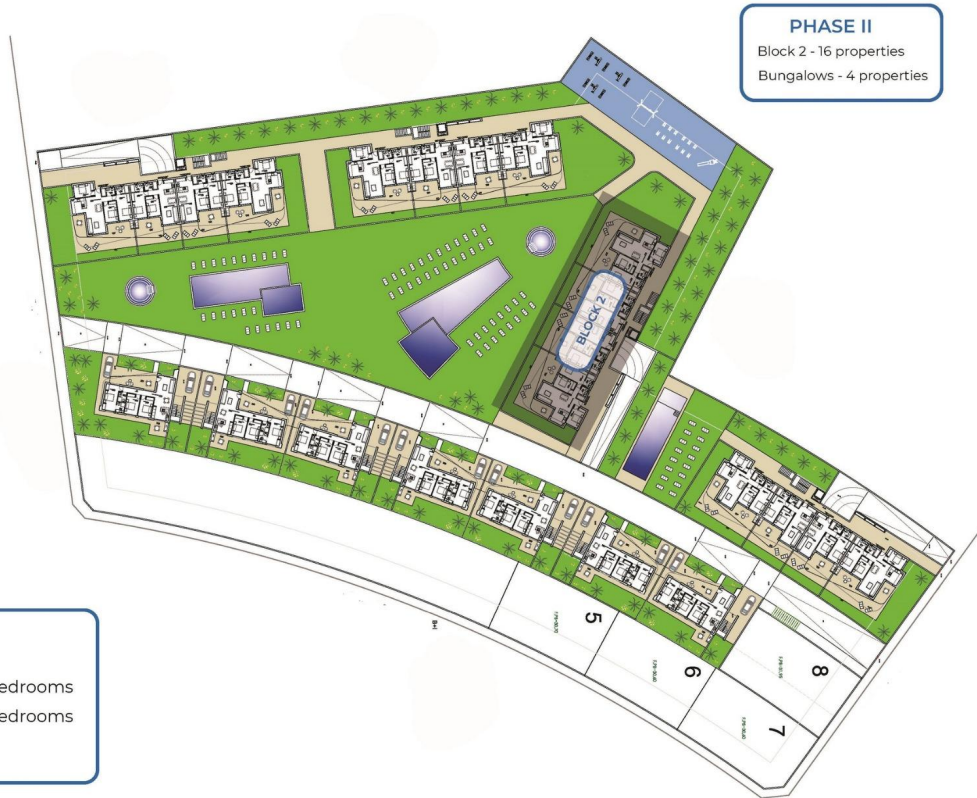 PHASE II
Block 2 - 16 properties
Bungalows - 4 properties
BLOCK 2
5
6
8
7
edrooms
edrooms